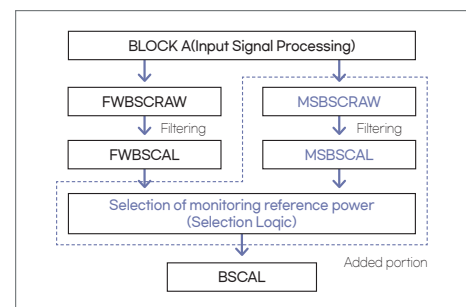 BLOCK A(Input Signal Processing)
FWBSCRAW
MSBSCRAW
Filtering
Filtering
FWBSCAL
MSBSCAL
Selection of monitoring reference power
(Selection Loqic)
Added portion
BSCAL